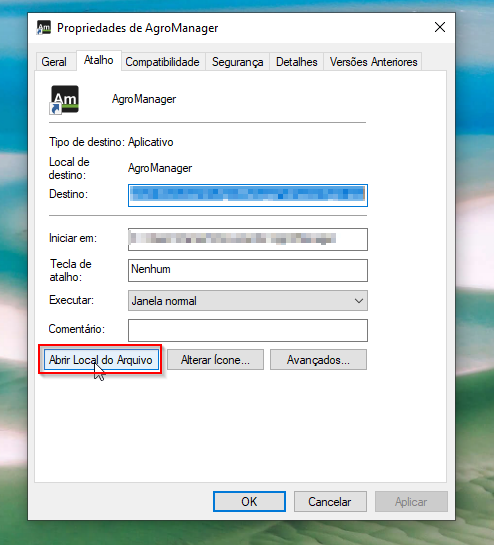 Am Propriedades de AgroManager
Geral Atalho Compatibilidade Segurança Detalhes Versões Anteriores
Am AgroManager
Tipo de destino: Aplicativo
Local de destino: AgroManager
Destino:
Iniciar em:
Tecla de atalho: Nenhum
Executar: Janela normal
Comentário:
Abrir Local do Arquivo Alterar Ícone... Avançados...
OK Cancelar Aplicar